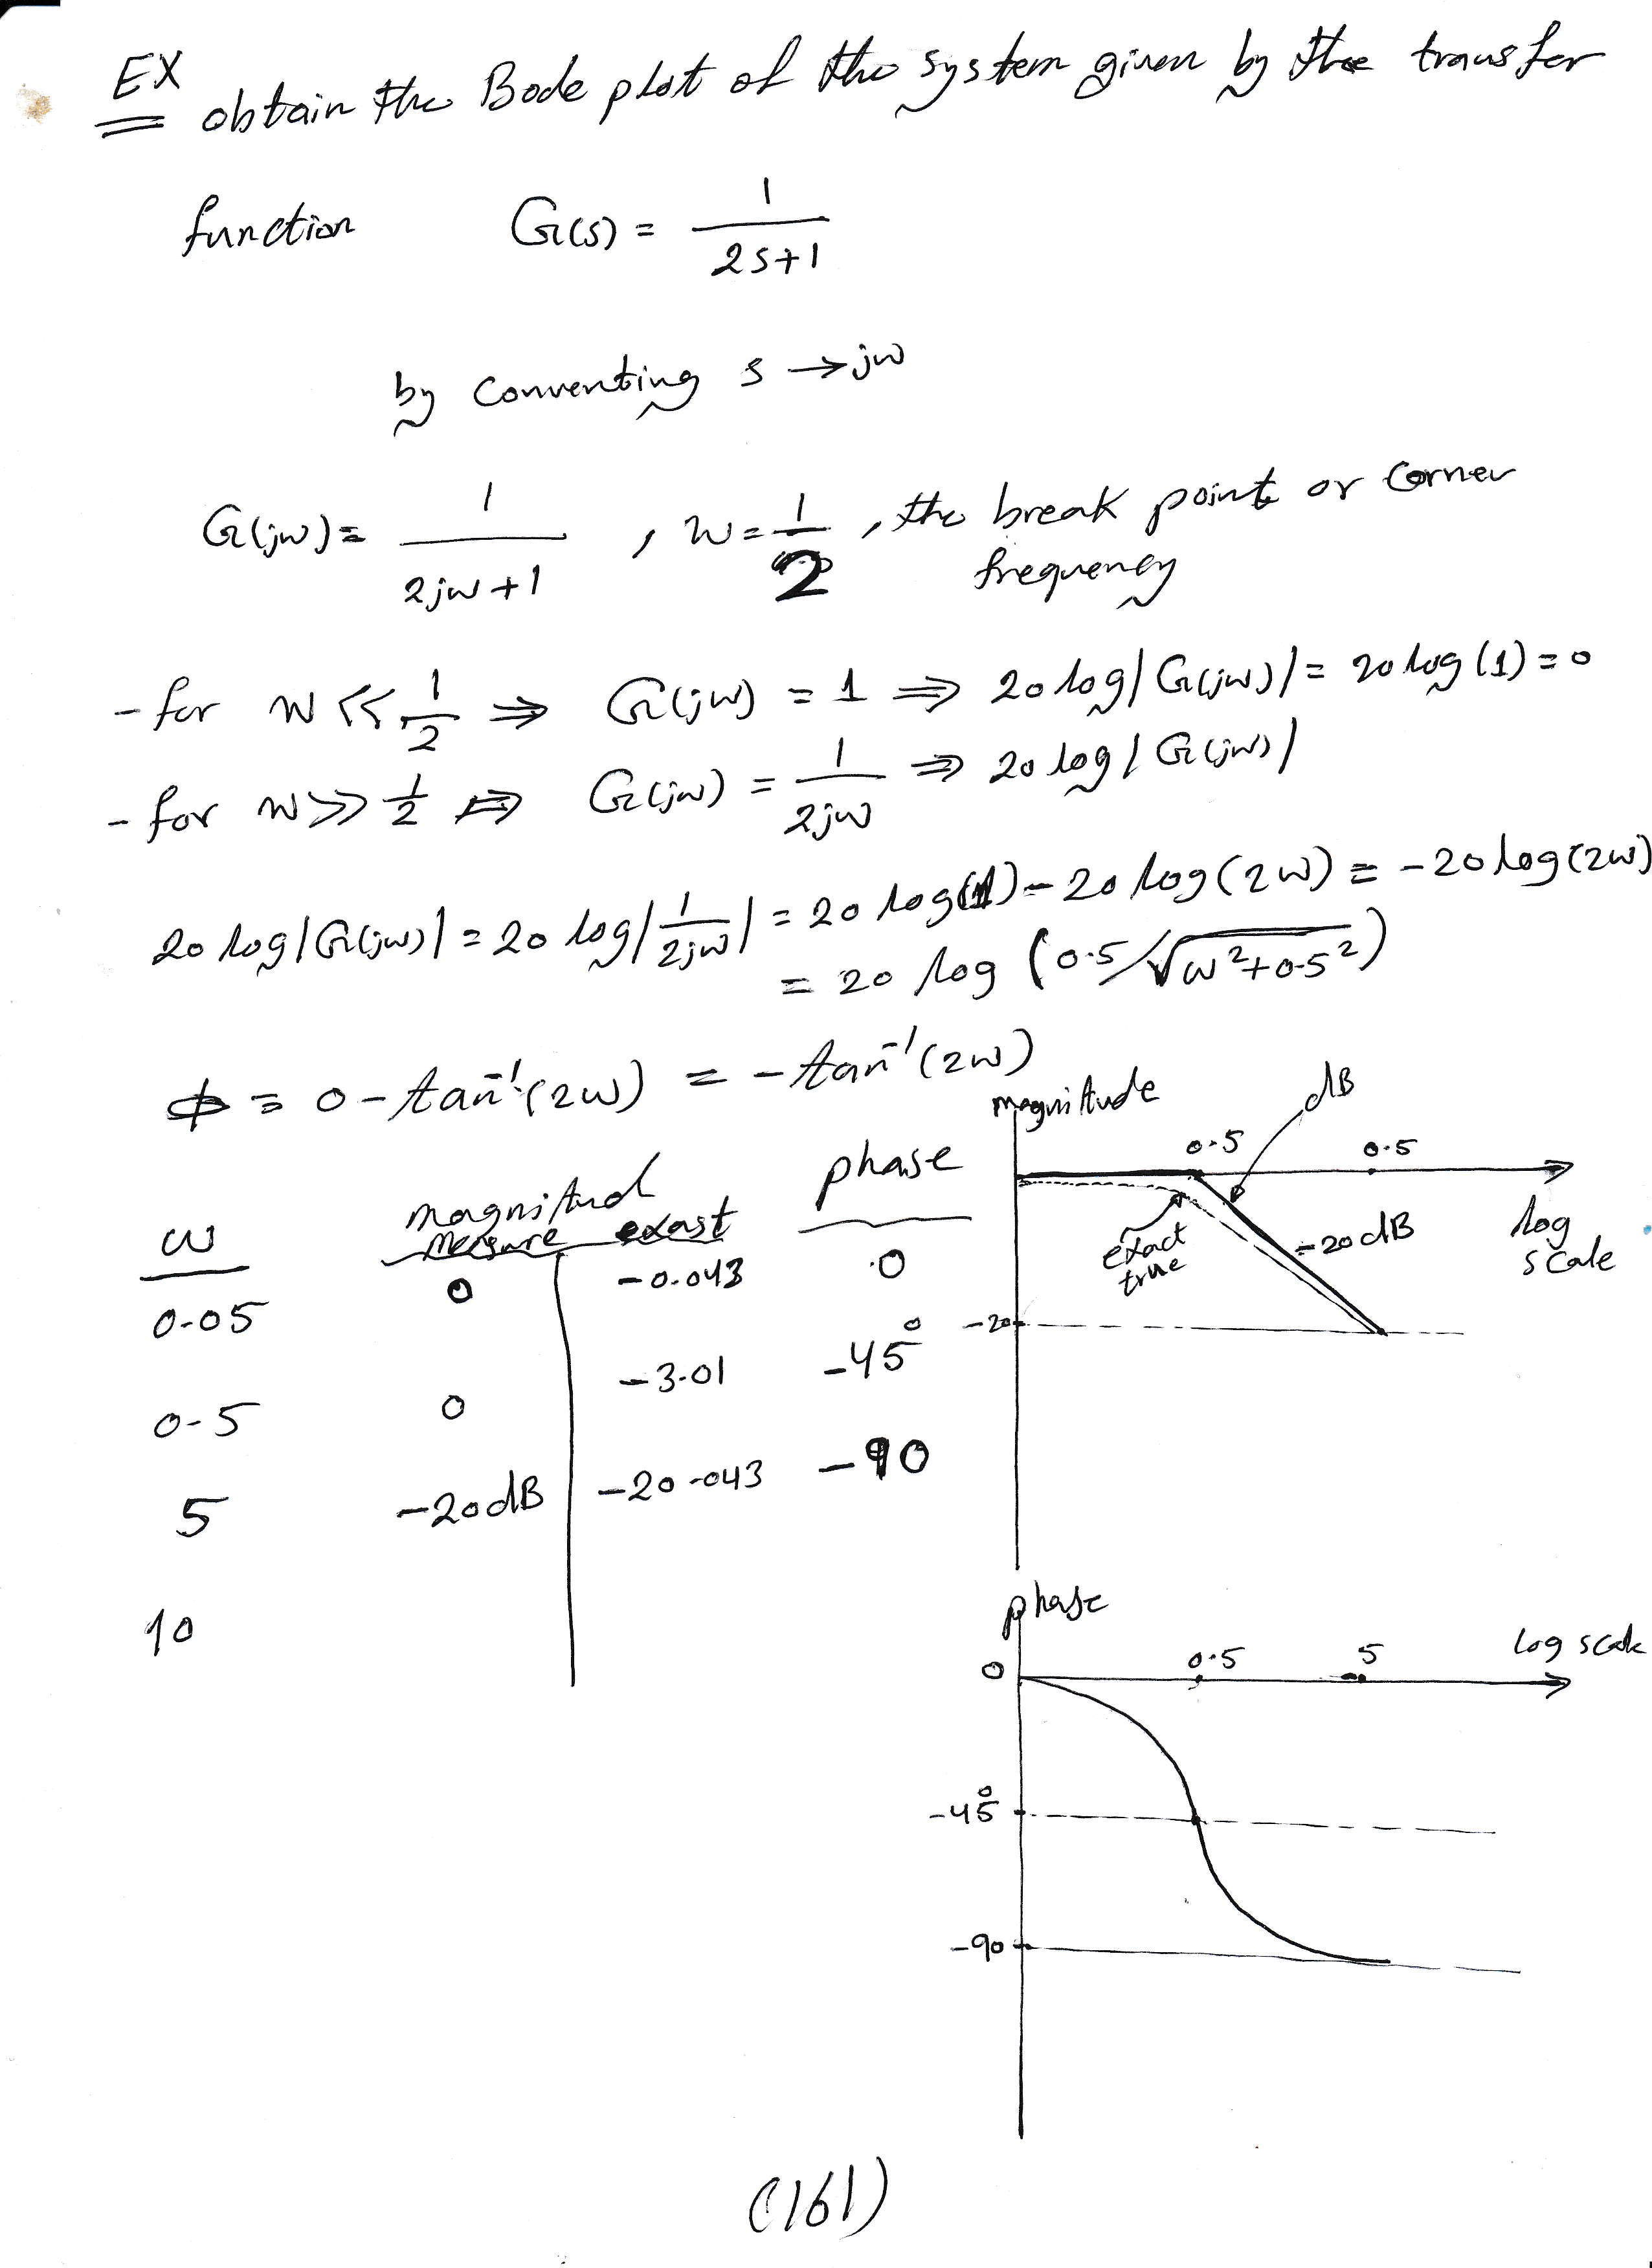 EX obtain the Bode plot of the system given by the transfer
function G(s) = 1/(2s+1)
by conventing s → jw
G(jw) = 1/(2jw+1) , w = 1/2 , the break point or corner
frequency
- for w << 1/2 ⇒ G(jw) = 1 ⇒ 20 log|G(jw)| = 20 log (1) = 0
- for w >> 1/2 ⇒ G(jw) = 1/(2jw) ⇒ 20 log|G(jw)|
20 log|G(jw)| = 20 log|1/(2jw)| = 20 log(1) - 20 log(2w) = -20 log(2w)
= 20 log (0.5/√(w²+0.5²))
ϕ = 0 - tan⁻¹(2w) = -tan⁻¹(2w)
w magnitud phase
measure exast
0.05 0 -0.043 0
0.5 0 -3.01 -45°
5 -20dB -20.043 -90
10
magnitude
dB
0.5 0.5
exact
true
-20dB
log
scale
-20
phase
0 0.5 5 log scale
-45°
-90
(161)